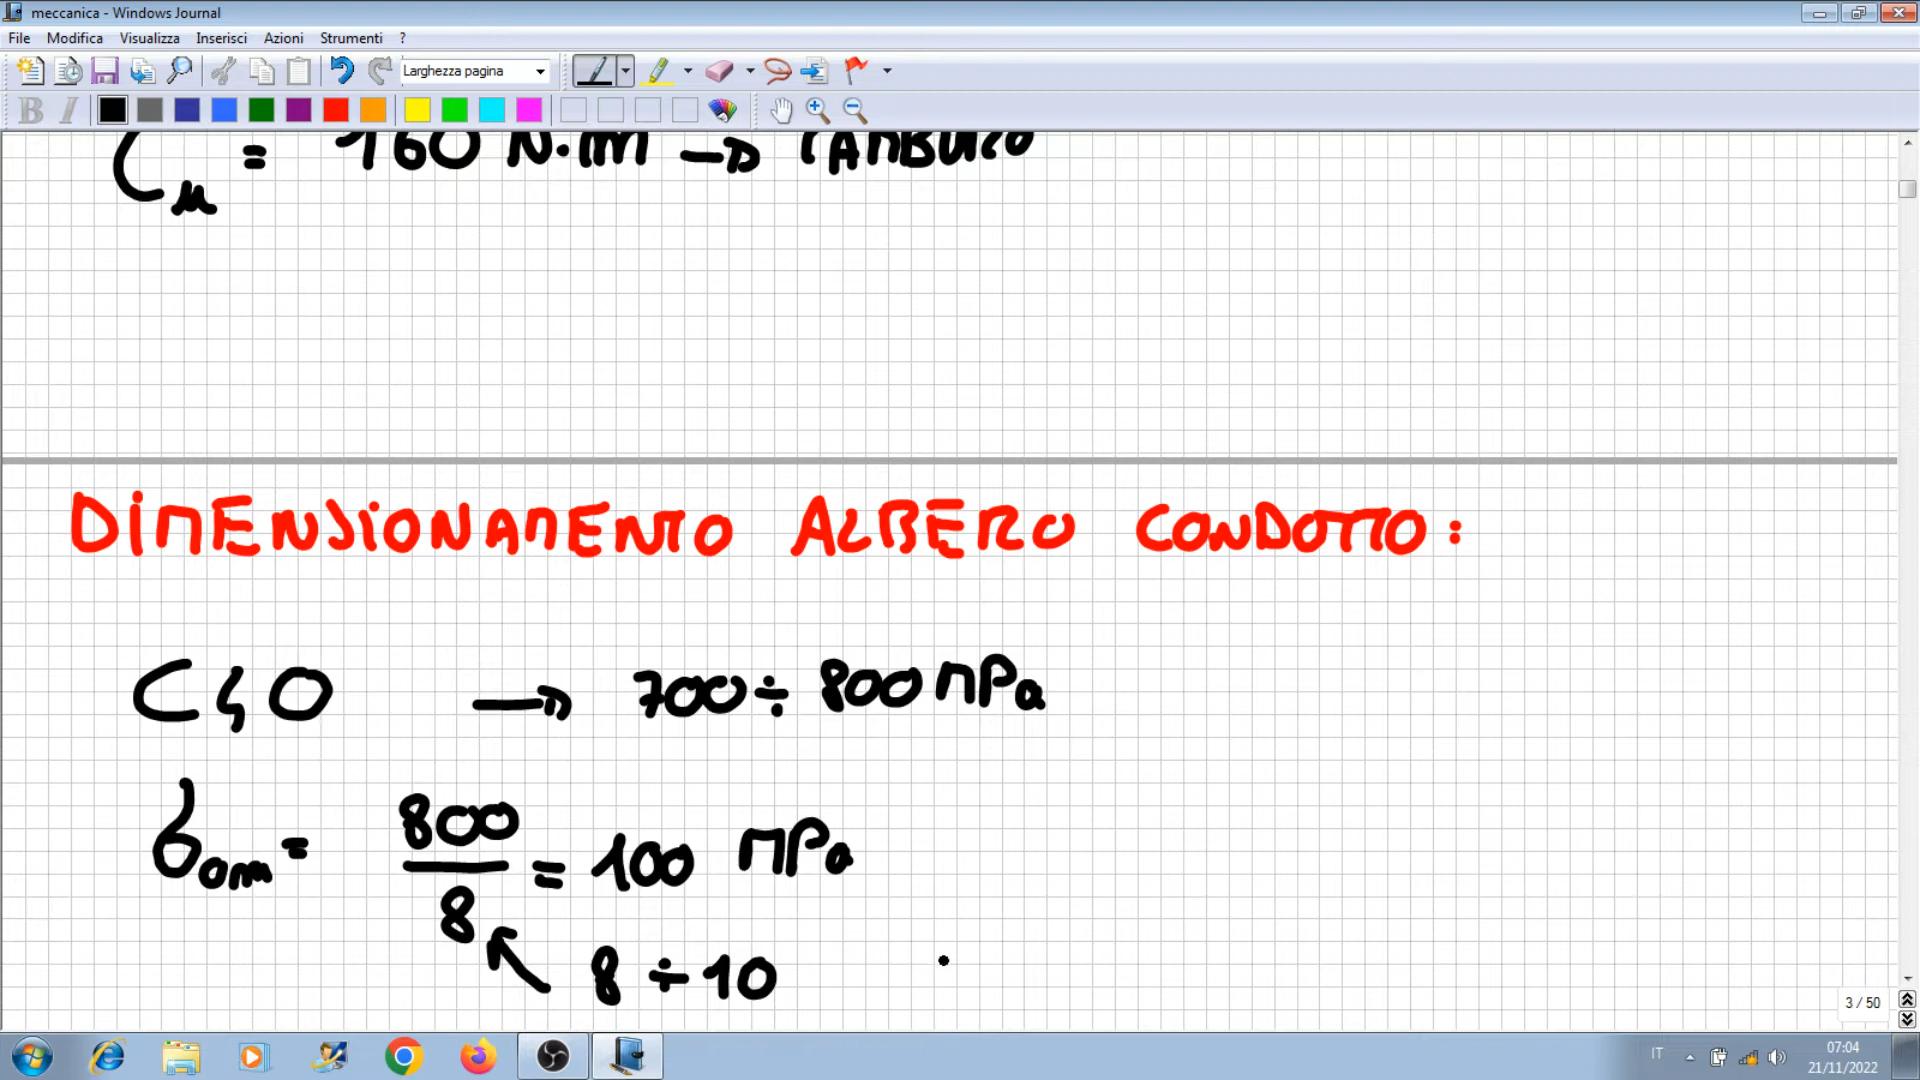 meccanica - Windows Journal
File Modifica Visualizza Inserisci Azioni Strumenti ?
Larghezza pagina
B I
Cm = 160 N·m → TAMBURO
DIMENSIONAMENTO ALBERO CONDOTTO:
C40 → 700 ÷ 800 MPa
σam = 800/8 = 100 MPa
8 ÷ 10
3 / 50
IT
07:04
21/11/2022